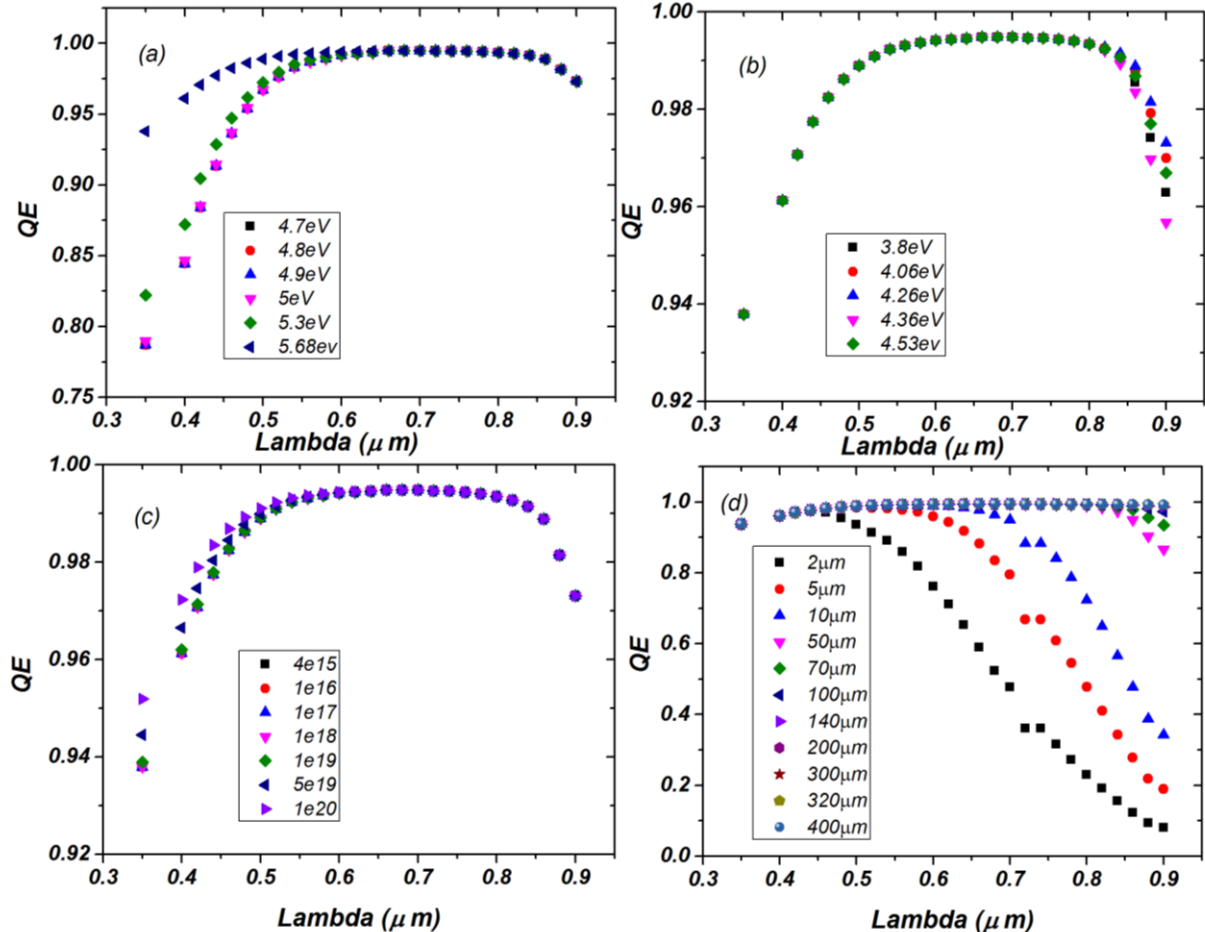 (a)
1.00
0.95
0.90
0.85
0.80
0.75
QE
4.7eV
4.8eV
4.9eV
5eV
5.3eV
5.68ev
0.3 0.4 0.5 0.6 0.7 0.8 0.9
Lambda (μ m)
(b)
1.00
0.98
0.96
0.94
0.92
QE
3.8eV
4.06eV
4.26eV
4.36eV
4.53ev
0.3 0.4 0.5 0.6 0.7 0.8 0.9
Lambda (μ m)
(c)
1.00
0.98
0.96
0.94
0.92
QE
4e15
1e16
1e17
1e18
1e19
5e19
1e20
0.3 0.4 0.5 0.6 0.7 0.8 0.9
Lambda (μ m)
(d)
1.0
0.8
0.6
0.4
0.2
0.0
QE
2μm
5μm
10μm
50μm
70μm
100μm
140μm
200μm
300μm
320μm
400μm
0.3 0.4 0.5 0.6 0.7 0.8 0.9
Lambda (μ m)